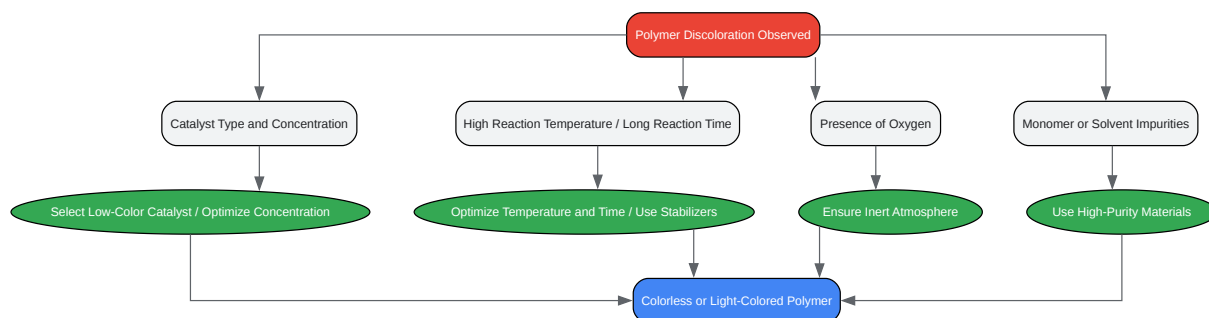 Polymer Discoloration Observed
Catalyst Type and Concentration
High Reaction Temperature / Long Reaction Time
Presence of Oxygen
Monomer or Solvent Impurities
Select Low-Color Catalyst / Optimize Concentration
Optimize Temperature and Time / Use Stabilizers
Ensure Inert Atmosphere
Use High-Purity Materials
Colorless or Light-Colored Polymer